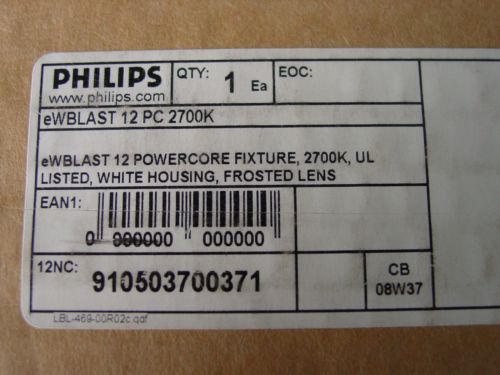 PHILIPS
www.philips.com
QTY: 1 Ea
EOC:
eWBLAST 12 PC 2700K
eWBLAST 12 POWERCORE FIXTURE, 2700K, UL
LISTED, WHITE HOUSING, FROSTED LENS
EAN1:
0 000000 000000
12NC: 910503700371
CB
08W37
LBL-469-00R02c.qdf